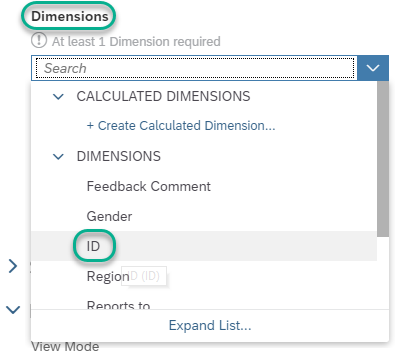 Dimensions
At least 1 Dimension required
Search
CALCULATED DIMENSIONS
+ Create Calculated Dimension...
DIMENSIONS
Feedback Comment
Gender
ID
Region
ID (ID)
Reports to
Expand List...
View Mode